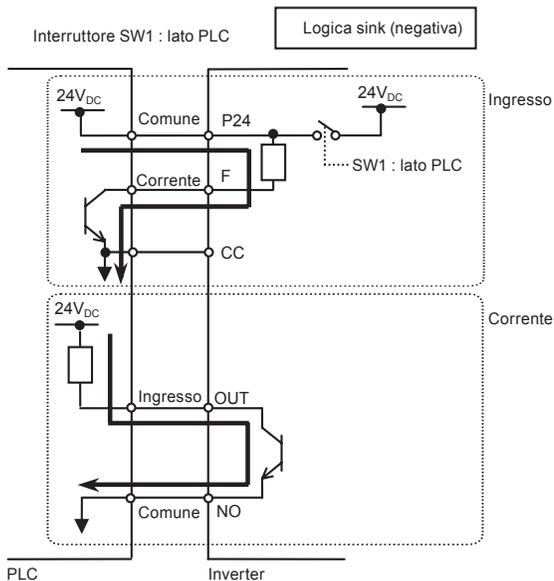 Interruttore SW1 : lato PLC
Logica sink (negativa)
24VDC
Comune
P24
24VDC
Ingresso
SW1 : lato PLC
Corrente
F
CC
24VDC
Corrente
Ingresso
OUT
Comune
NO
PLC
Inverter